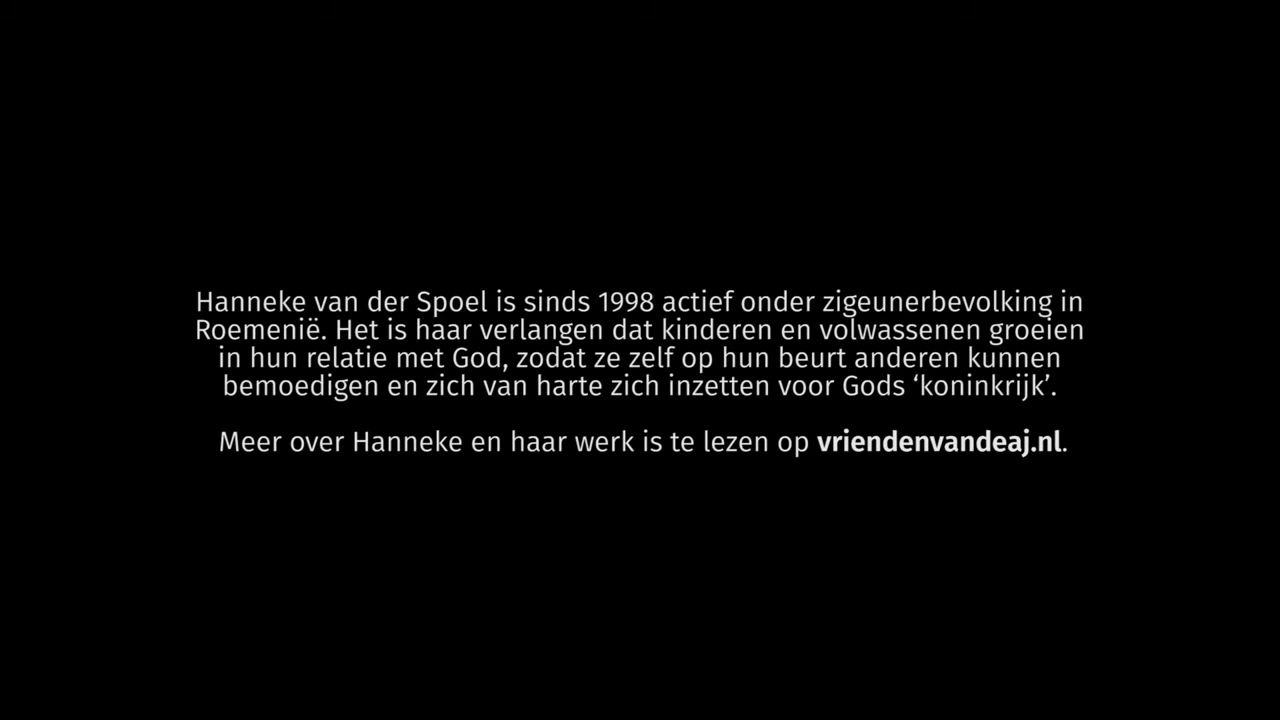 Hanneke van der Spoel is sinds 1998 actief onder zigeunerbevolking in
Roemenië. Het is haar verlangen dat kinderen en volwassenen groeien
in hun relatie met God, zodat ze zelf op hun beurt anderen kunnen
bemoedigen en zich van harte zich inzetten voor Gods ‘koninkrijk’.
Meer over Hanneke en haar werk is te lezen op vriendenvandeaj.nl.